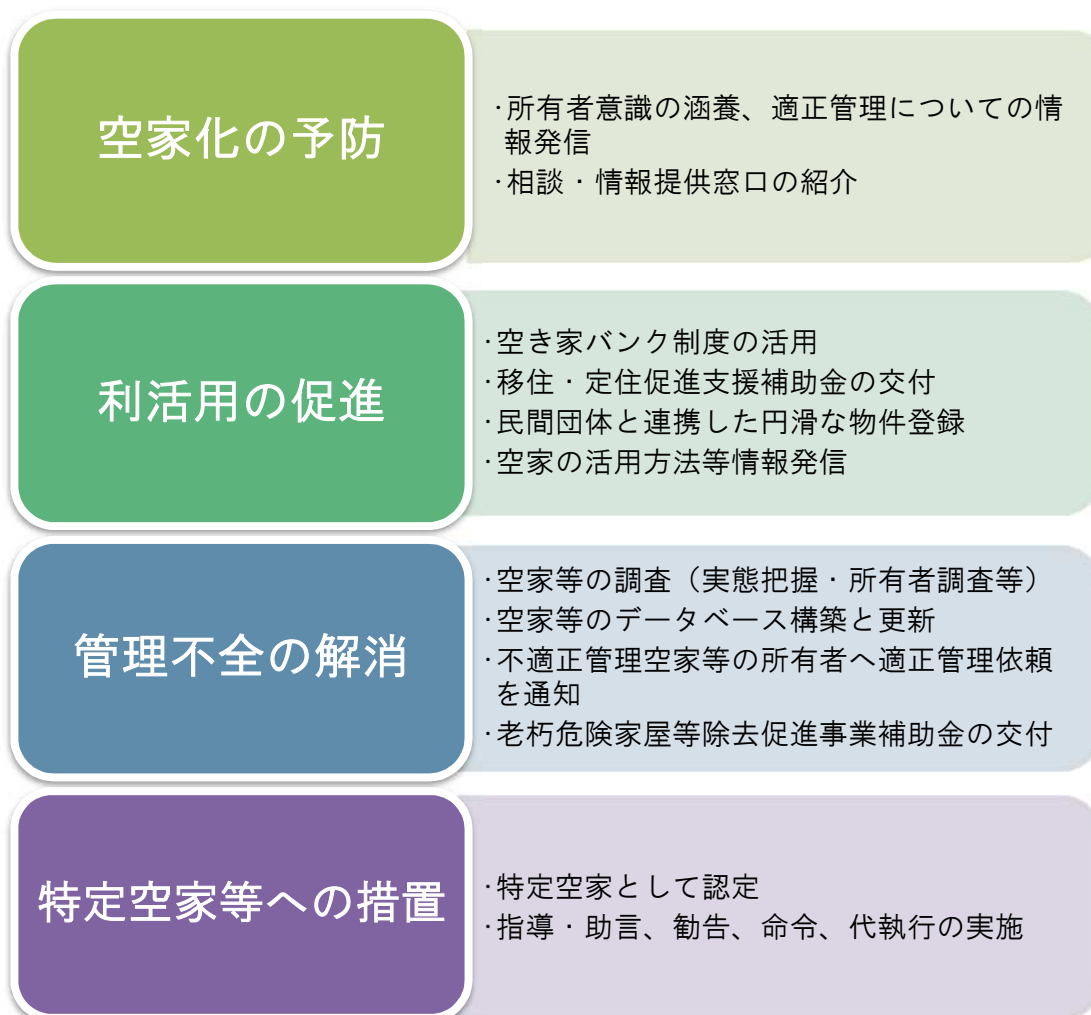 空家化の予防
·所有者意識の涵養、適正管理についての情
報発信
·相談・情報提供窓口の紹介
利活用の促進
·空き家バンク制度の活用
·移住・定住促進支援補助金の交付
·民間団体と連携した円滑な物件登録
·空家の活用方法等情報発信
管理不全の解消
·空家等の調査（実態把握・所有者調査等）
·空家等のデータベース構築と更新
·不適正管理空家等の所有者へ適正管理依頼
を通知
·老朽危険家屋等除去促進事業補助金の交付
特定空家等への措置
·特定空家として認定
·指導・助言、勧告、命令、代執行の実施